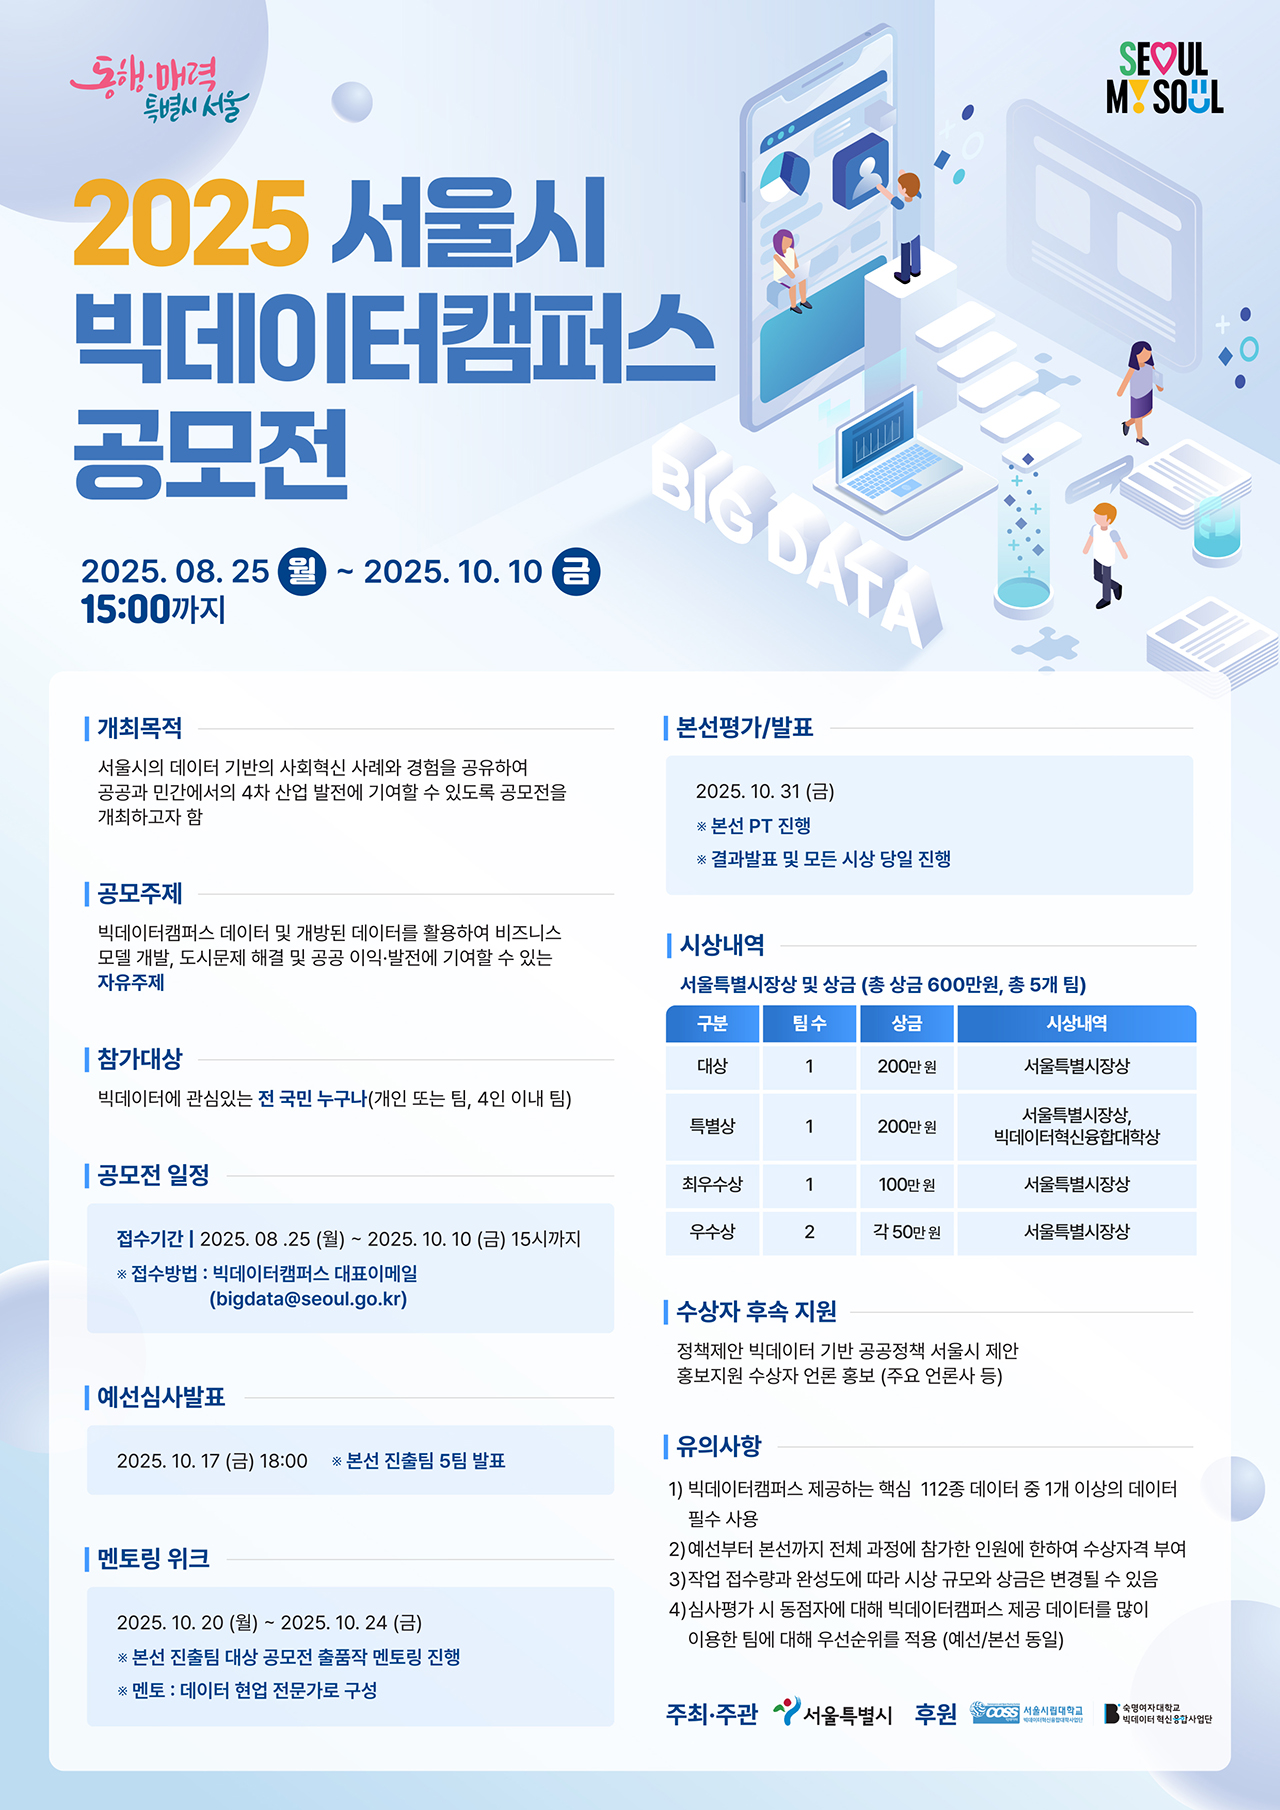 동행·매력
특별시 서울
SEOUL
MY SOUL
2025 서울시
빅데이터캠퍼스
공모전
2025. 08. 25 월 ~ 2025. 10. 10 금
15:00까지
BIG DATA
개최목적
서울시의 데이터 기반의 사회혁신 사례와 경험을 공유하여
공공과 민간에서의 4차 산업 발전에 기여할 수 있도록 공모전을
개최하고자 함
공모주제
빅데이터캠퍼스 데이터 및 개방된 데이터를 활용하여 비즈니스
모델 개발, 도시문제 해결 및 공공 이익·발전에 기여할 수 있는
자유주제
참가대상
빅데이터에 관심있는 전 국민 누구나(개인 또는 팀, 4인 이내 팀)
공모전 일정
접수기간 | 2025. 08 .25 (월) ~ 2025. 10. 10 (금) 15시까지
※ 접수방법 : 빅데이터캠퍼스 대표이메일
(bigdata@seoul.go.kr)
예선심사발표
2025. 10. 17 (금) 18:00 ※ 본선 진출팀 5팀 발표
멘토링 위크
2025. 10. 20 (월) ~ 2025. 10. 24 (금)
※ 본선 진출팀 대상 공모전 출품작 멘토링 진행
※ 멘토 : 데이터 현업 전문가로 구성
본선평가/발표
2025. 10. 31 (금)
※ 본선 PT 진행
※ 결과발표 및 모든 시상 당일 진행
시상내역
서울특별시장상 및 상금 (총 상금 600만원, 총 5개 팀)
구분 팀 수 상금 시상내역
대상 1 200만 원 서울특별시장상
특별상 1 200만 원 서울특별시장상,
빅데이터혁신융합대학상
최우수상 1 100만 원 서울특별시장상
우수상 2 각 50만 원 서울특별시장상
수상자 후속 지원
정책제안 빅데이터 기반 공공정책 서울시 제안
홍보지원 수상자 언론 홍보 (주요 언론사 등)
유의사항
1) 빅데이터캠퍼스 제공하는 핵심 112종 데이터 중 1개 이상의 데이터
필수 사용
2)예선부터 본선까지 전체 과정에 참가한 인원에 한하여 수상자격 부여
3)작업 접수량과 완성도에 따라 시상 규모와 상금은 변경될 수 있음
4)심사평가 시 동점자에 대해 빅데이터캠퍼스 제공 데이터를 많이
이용한 팀에 대해 우선순위를 적용 (예선/본선 동일)
주최·주관 서울특별시 후원 COSS 서울시립대학교
빅데이터혁신융합대학사업단
숙명여자대학교
빅데이터 혁신융합사업단